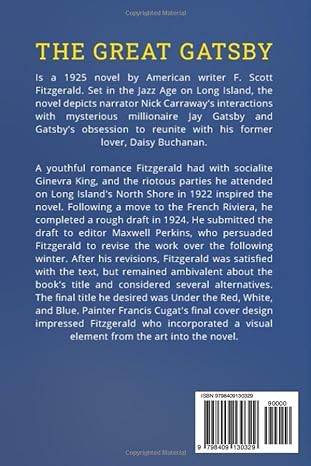 THE GREAT GATSBY
Is a 1925 novel by American writer F. Scott
Fitzgerald. Set in the Jazz Age on Long Island, the
novel depicts narrator Nick Carraway's interactions
with mysterious millionaire Jay Gatsby and
Gatsby's obsession to reunite with his former
lover, Daisy Buchanan.
A youthful romance Fitzgerald had with socialite
Ginevra King, and the riotous parties he attended
on Long Island's North Shore in 1922 inspired the
novel. Following a move to the French Riviera, he
completed a rough draft in 1924. He submitted the
draft to editor Maxwell Perkins, who persuaded
Fitzgerald to revise the work over the following
winter. After his revisions, Fitzgerald was satisfied
with the text, but remained ambivalent about the
book's title and considered several alternatives.
The final title he desired was Under the Red, White,
and Blue. Painter Francis Cugat's final cover design
impressed Fitzgerald who incorporated a visual
element from the art into the novel.
ISBN 9798409130329
90000
9 798409 130329